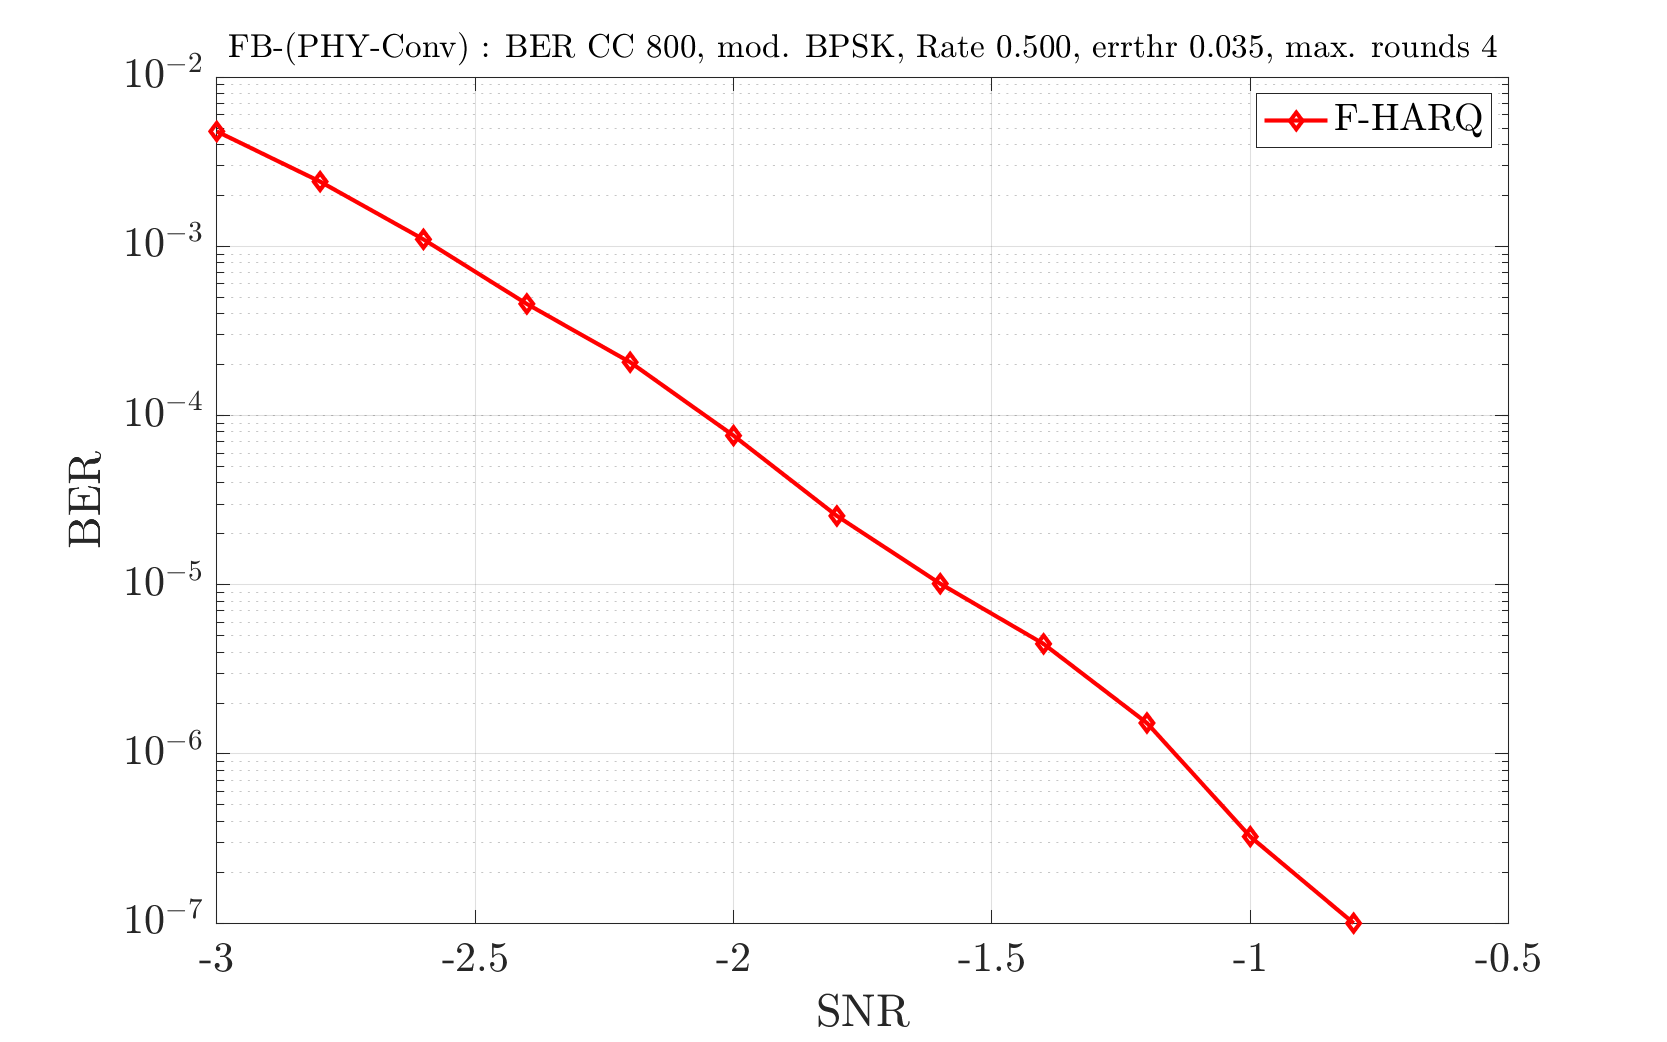 FB-(PHY-Conv) : BER CC 800, mod. BPSK, Rate 0.500, errthr 0.035, max. rounds 4
F-HARQ
BER
10^{-2}
10^{-3}
10^{-4}
10^{-5}
10^{-6}
10^{-7}
-3 -2.5 -2 -1.5 -1 -0.5
SNR